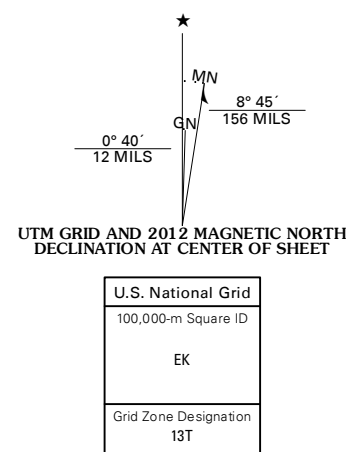 ★
MN
GN
8° 45´
156 MILS
0° 40´
12 MILS
UTM GRID AND 2012 MAGNETIC NORTH
DECLINATION AT CENTER OF SHEET
U.S. National Grid
100,000-m Square ID
EK
Grid Zone Designation
13T